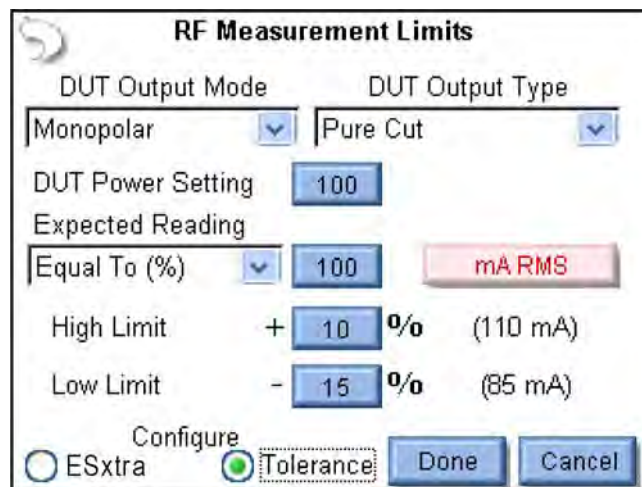 RF Measurement Limits
DUT Output Mode DUT Output Type
Monopolar Pure Cut
DUT Power Setting 100
Expected Reading
Equal To (%) 100 mA RMS
High Limit + 10 % (110 mA)
Low Limit - 15 % (85 mA)
Configure
ESxtra Tolerance Done Cancel